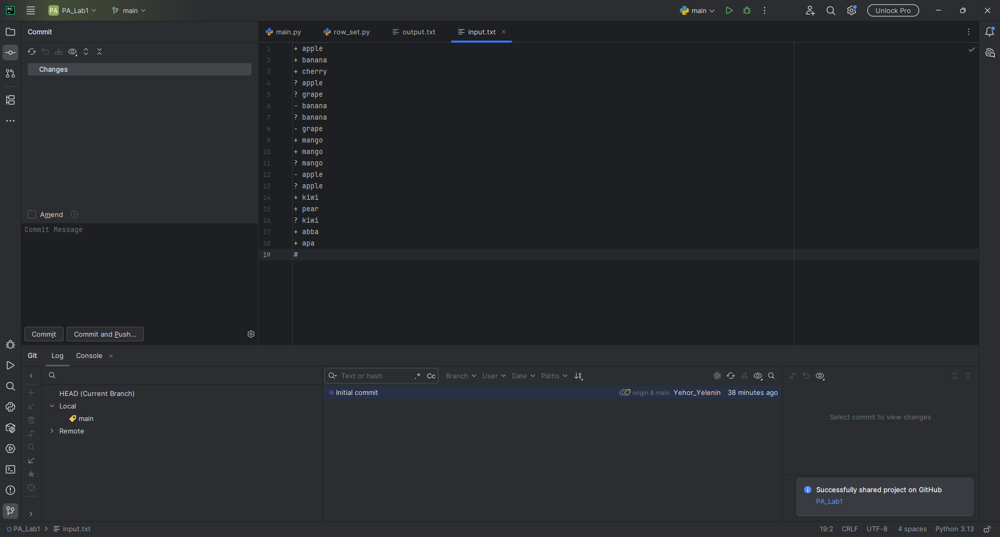 PC
PA PA_Lab1 main main Unlock Pro
Commit
main.py row_set.py output.txt input.txt
Changes
1 + apple
2 + banana
3 + cherry
4 ? apple
5 ? grape
6 - banana
7 ? banana
8 - grape
9 + mango
10 + mango
11 ? mango
12 - apple
13 ? apple
14 + kiwi
15 + pear
16 ? kiwi
17 + abba
18 + apa
19 #
Amend
Commit Message
Commit Commit and Push...
Git Log Console
Text or hash .* Cc Branch User Date Paths
HEAD (Current Branch)
Local
main
Remote
Initial commit origin & main Yehor_Yelenin 38 minutes ago
Select commit to view changes
Successfully shared project on GitHub
PA_Lab1
PA_Lab1 > input.txt 19:2 CRLF UTF-8 4 spaces Python 3.13